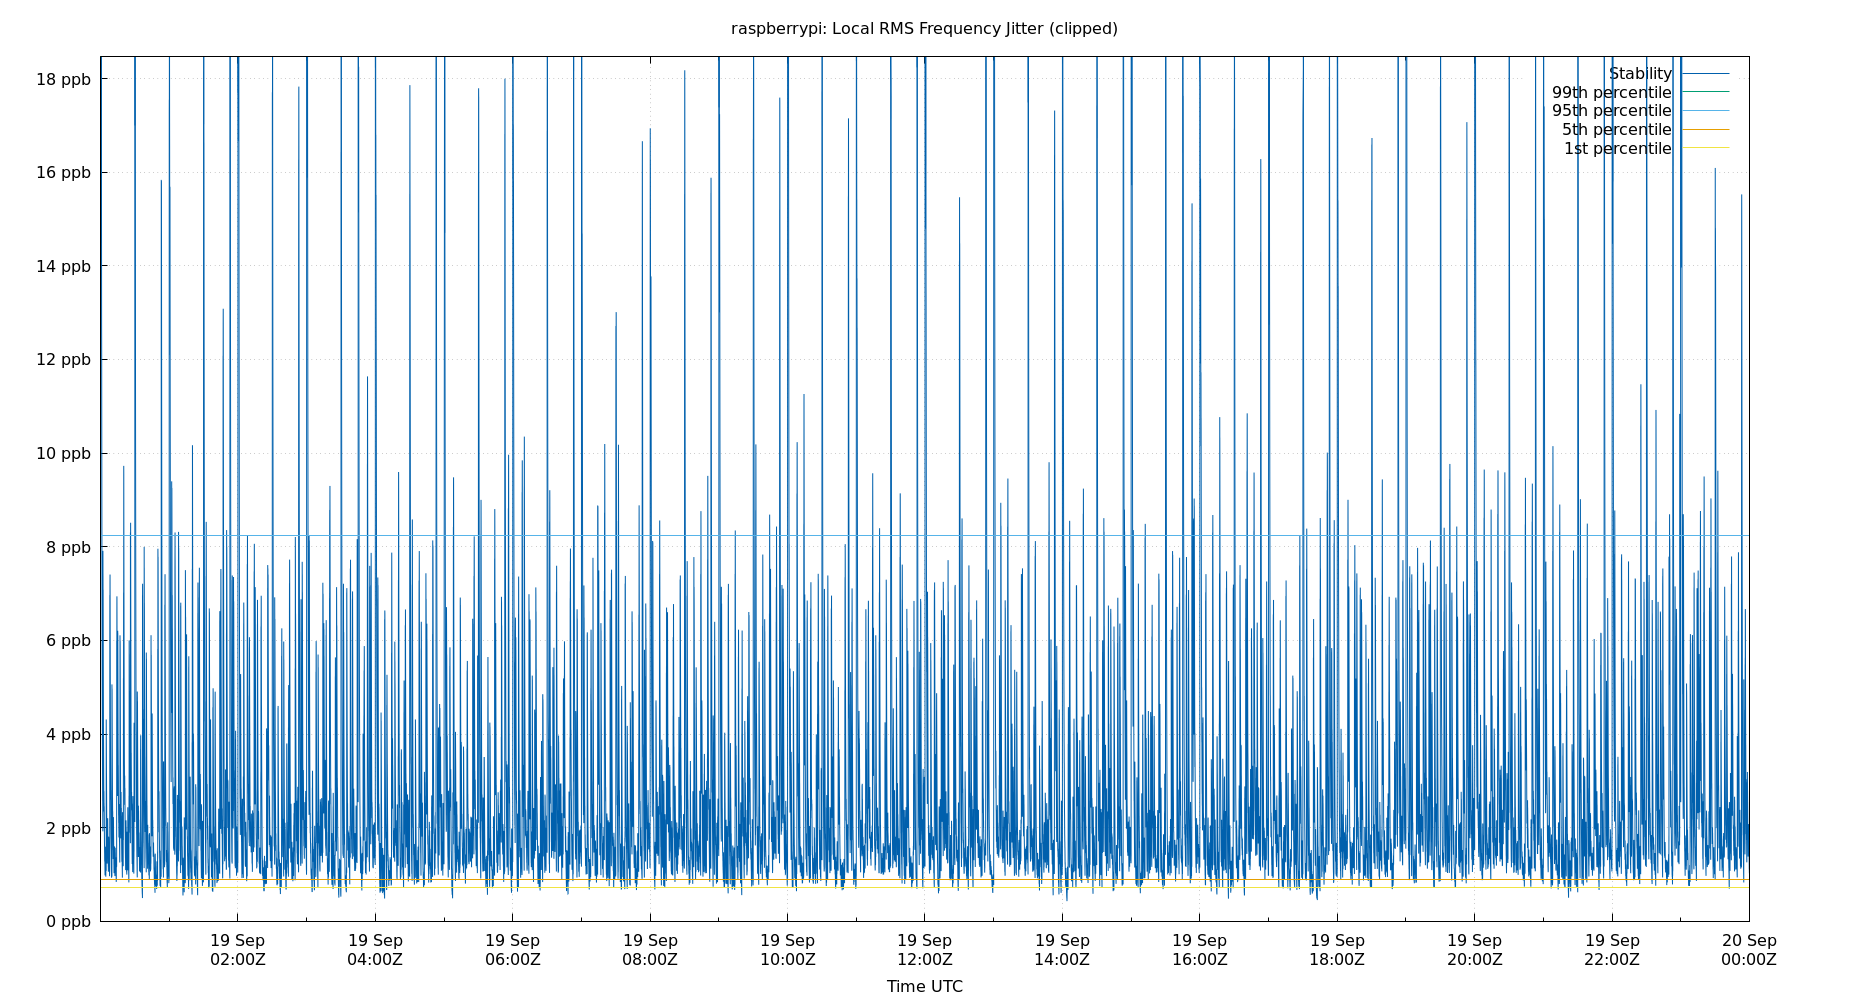 raspberrypi: Local RMS Frequency Jitter (clipped)
18 ppb
16 ppb
14 ppb
12 ppb
10 ppb
8 ppb
6 ppb
4 ppb
2 ppb
0 ppb
Stability
99th percentile
95th percentile
5th percentile
1st percentile
19 Sep 19 Sep 19 Sep 19 Sep 19 Sep 19 Sep 19 Sep 19 Sep 19 Sep 19 Sep 19 Sep 20 Sep
02:00Z 04:00Z 06:00Z 08:00Z 10:00Z 12:00Z 14:00Z 16:00Z 18:00Z 20:00Z 22:00Z 00:00Z
Time UTC